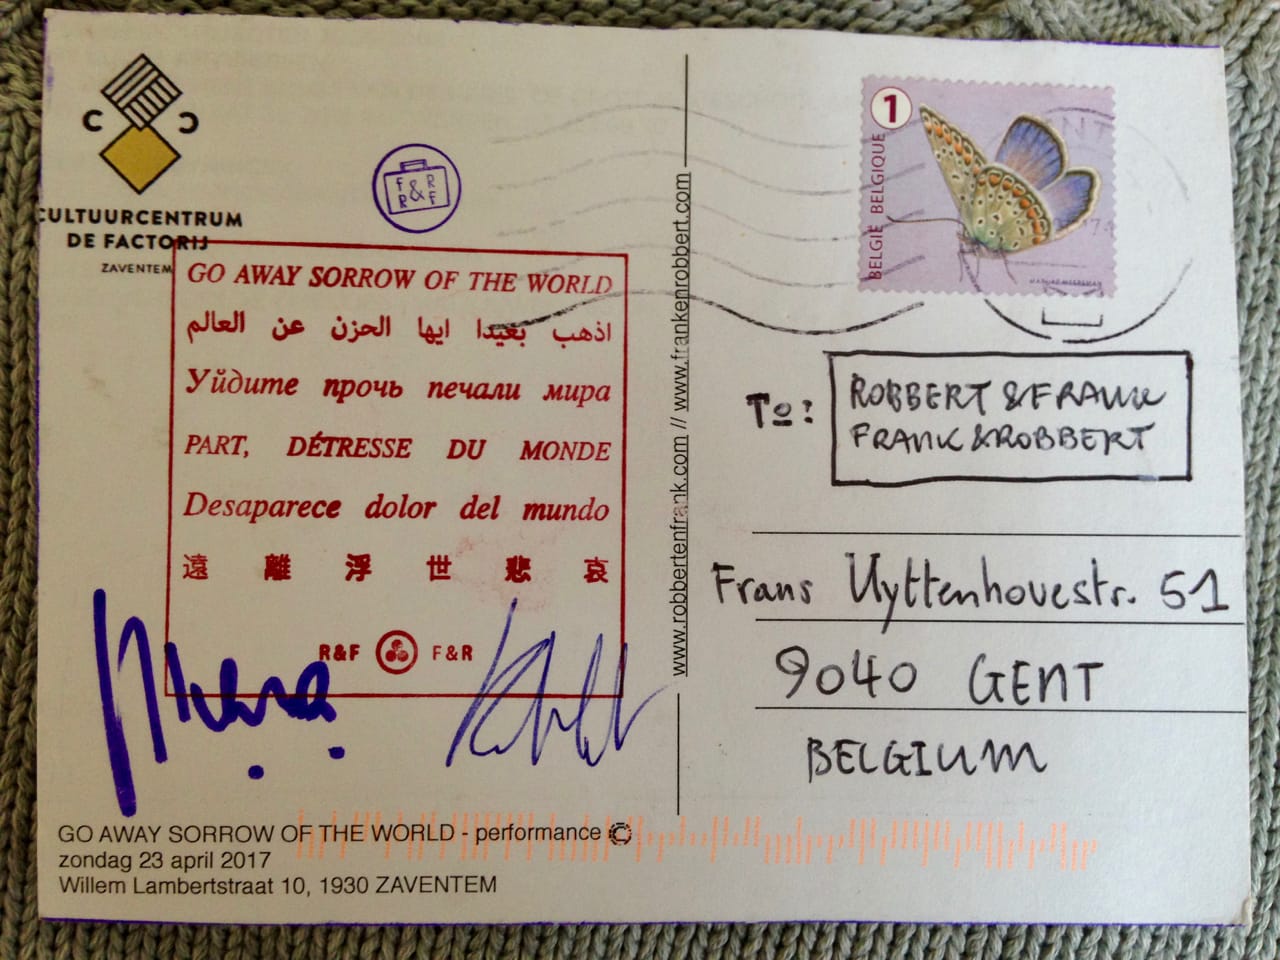 CULTUURCENTRUM
DE FACTORIJ
ZAVENTEM
F&R
R F
GO AWAY SORROW OF THE WORLD
اذهب بعيدا ايها الحزن عن العالم
Уйдите прочь печали мира
PART, DÉTRESSE DU MONDE
Desaparece dolor del mundo
遠離浮世悲哀
R&F F&R
GO AWAY SORROW OF THE WORLD - performance
zondag 23 april 2017
Willem Lambertstraat 10, 1930 ZAVENTEM
www.robbertenfrank.com // www.frankenrobbert.com
1
BELGIË BELGIQUE
To:
ROBBERT & FRANK
FRANK & ROBBERT
Frans Uyttenhovestr. 51
9040 GENT
BELGIUM